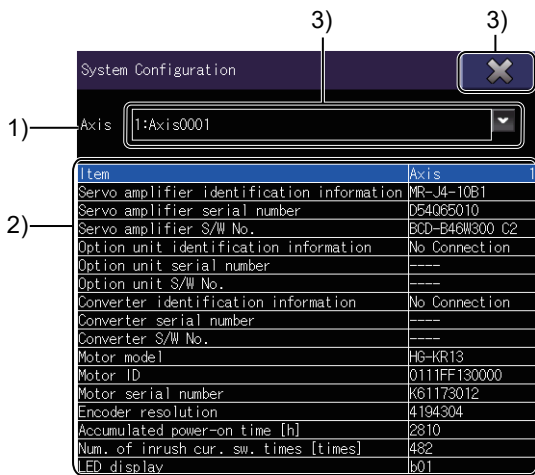 3) 3)
System Configuration
1) Axis 1:Axis0001
2)
Item Axis 1
Servo amplifier identification information MR-J4-10B1
Servo amplifier serial number D54Q65010
Servo amplifier S/W No. BCD-B46W300 C2
Option unit identification information No Connection
Option unit serial number ----
Option unit S/W No. ----
Converter identification information No Connection
Converter serial number ----
Converter S/W No. ----
Motor model HG-KR13
Motor ID 0111FF130000
Motor serial number K61173012
Encoder resolution 4194304
Accumulated power-on time [h] 2810
Num. of inrush cur. sw. times [times] 482
LED display b01